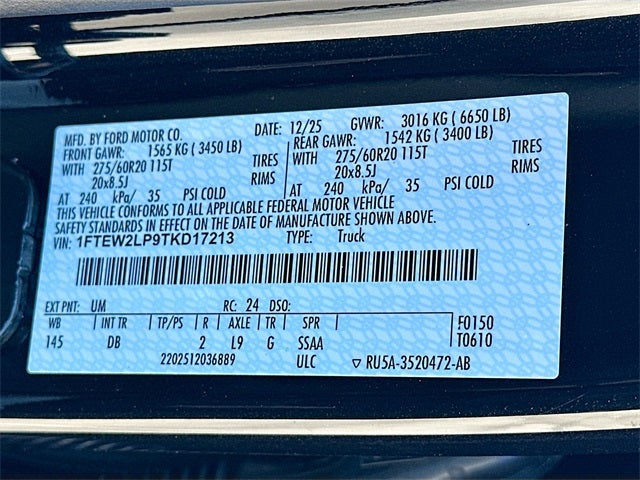 MFD. BY FORD MOTOR CO. DATE: 12/25 GVWR: 3016 KG ( 6650 LB)
FRONT GAWR: 1565 KG ( 3450 LB) REAR GAWR: 1542 KG ( 3400 LB)
WITH 275/60R20 115T TIRES WITH 275/60R20 115T TIRES
20x8.5J RIMS 20x8.5J RIMS
AT 240 kPa/ 35 PSI COLD AT 240 kPa/ 35 PSI COLD
THIS VEHICLE CONFORMS TO ALL APPLICABLE FEDERAL MOTOR VEHICLE
SAFETY STANDARDS IN EFFECT ON THE DATE OF MANUFACTURE SHOWN ABOVE.
VIN: 1FTEW2LP9TKD17213 TYPE: Truck
EXT PNT: UM RC: 24 DSO:
WB INT TR TP/PS R AXLE TR SPR F0150
145 DB 2 L9 G SSAA T0610
2202512036889 ULC ▽ RU5A-3520472-AB